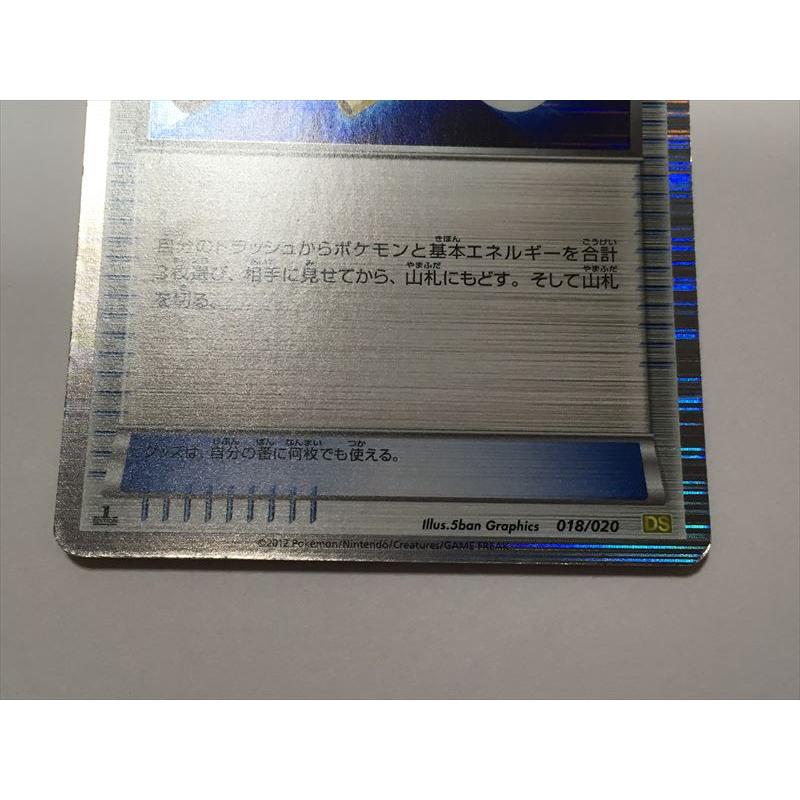 自分のトラッシュからポケモンと基本エネルギーを合計
3枚選び、相手に見せてから、山札にもどす。そして山札
を切る。
グッズは、自分の番に何枚でも使える。
1
EDITION
Illus.5ban Graphics 018/020 DS
©2012 Pokémon/Nintendo/Creatures/GAME FREAK